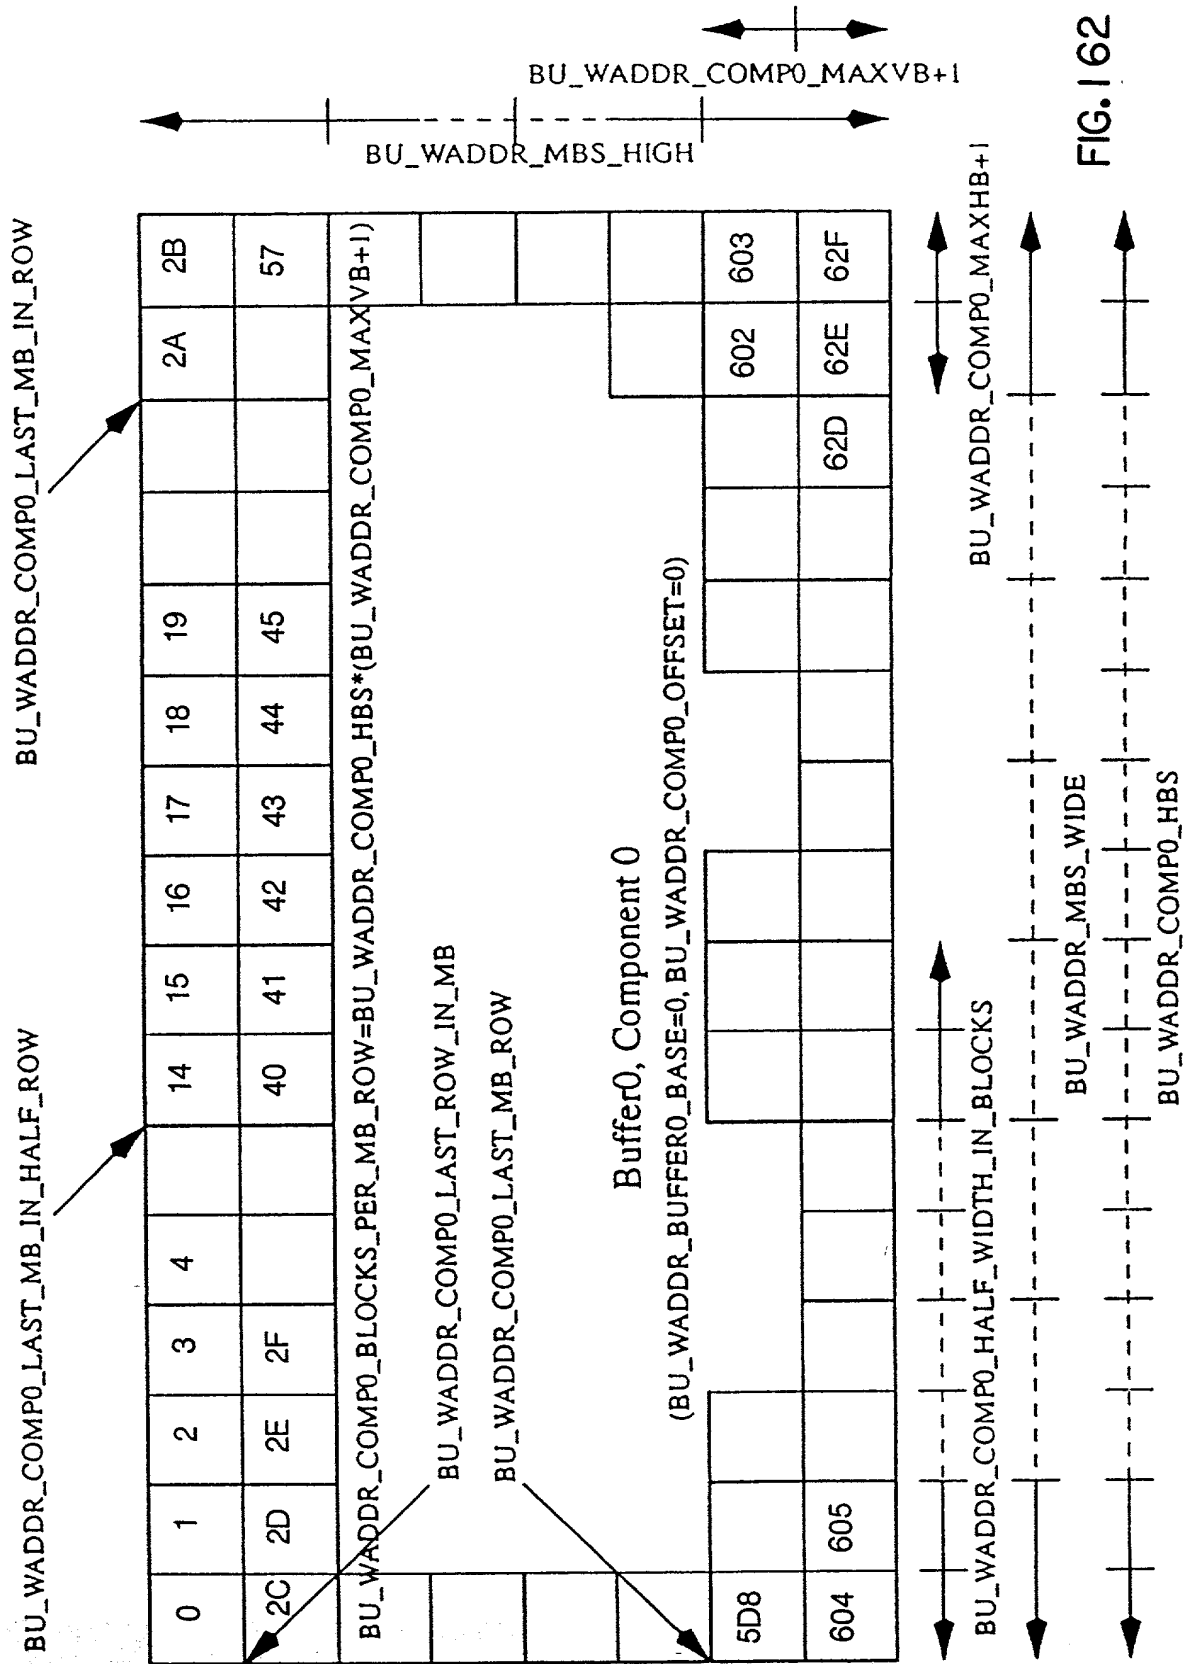 BU_WADDR_COMP0_LAST_MB_IN_HALF_ROW
BU_WADDR_COMP0_LAST_MB_IN_ROW
0 1 2 3 4 14 15 16 17 18 19 2A 2B
2C 2D 2E 2F 40 41 42 43 44 45 57
BU_WADDR_COMP0_BLOCKS_PER_MB_ROW=BU_WADDR_COMP0_HBS*(BU_WADDR_COMP0_MAXVB+1)
BU_WADDR_COMP0_LAST_ROW_IN_MB
BU_WADDR_COMP0_LAST_MB_ROW
Buffer0, Component 0
(BU_WADDR_BUFFER0_BASE=0, BU_WADDR_COMP0_OFFSET=0)
5D8 602 603
604 605 62D 62E 62F
BU_WADDR_MBS_HIGH
BU_WADDR_COMP0_MAXVB+1
BU_WADDR_COMP0_HALF_WIDTH_IN_BLOCKS
BU_WADDR_COMP0_MAXHB+1
BU_WADDR_MBS_WIDE
BU_WADDR_COMP0_HBS
FIG.162